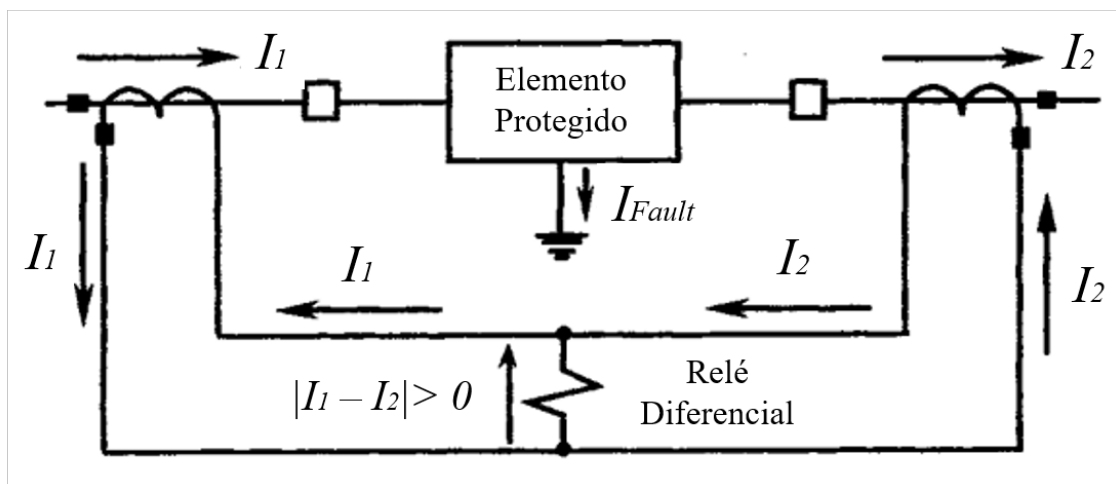 I1
Elemento
Protegido
I2
IFault
I1
I1
I2
I2
|I1 – I2| > 0
Relé
Diferencial